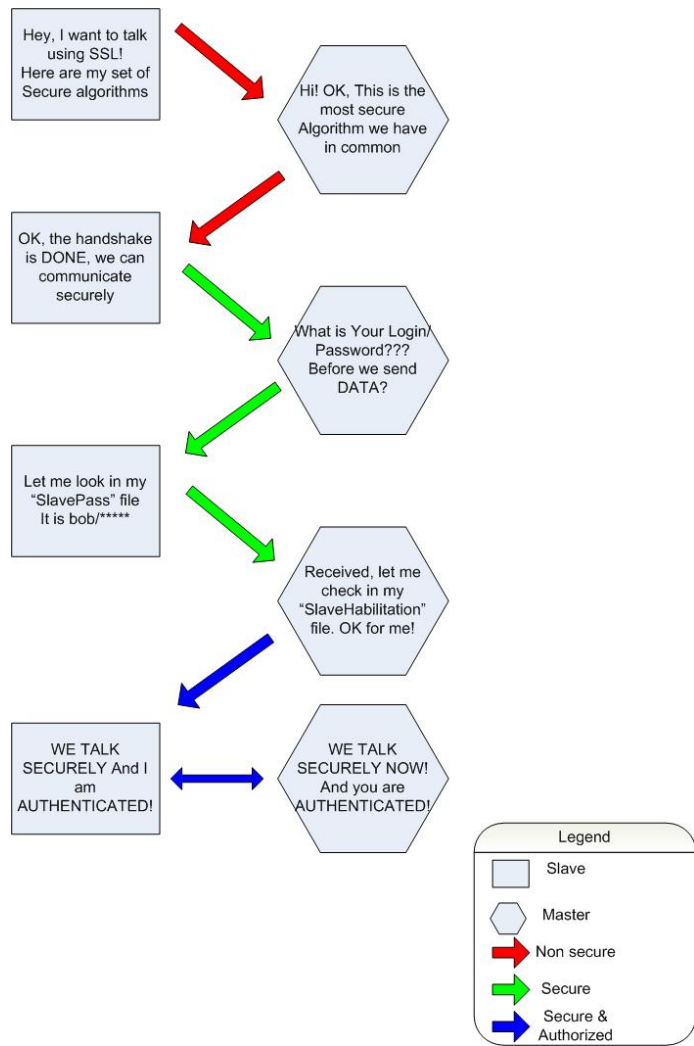 Hey, I want to talk
using SSL!
Here are my set of
Secure algorithms
Hi! OK, This is the
most secure
Algorithm we have
in common
OK, the handshake
is DONE, we can
communicate
securely
What is Your Login/
Password???
Before we send
DATA?
Let me look in my
“SlavePass” file
It is bob/*****
Received, let me
check in my
“SlaveHabilitation”
file. OK for me!
WE TALK
SECURELY And I
am
AUTHENTICATED!
WE TALK
SECURELY NOW!
And you are
AUTHENTICATED!
Legend
Slave
Master
Non secure
Secure
Secure &
Authorized